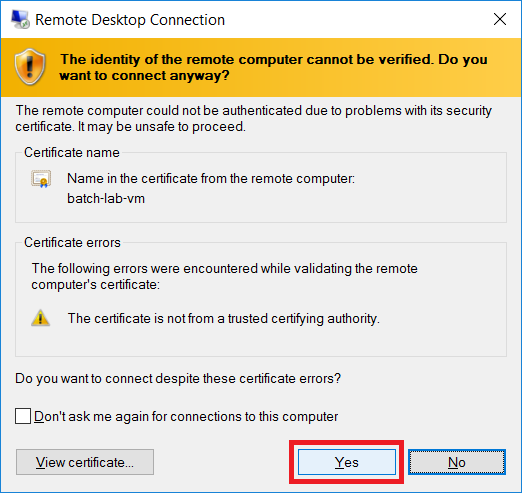 Remote Desktop Connection
The identity of the remote computer cannot be verified. Do you
want to connect anyway?
The remote computer could not be authenticated due to problems with its security
certificate. It may be unsafe to proceed.
Certificate name
Name in the certificate from the remote computer:
batch-lab-vm
Certificate errors
The following errors were encountered while validating the remote
computer's certificate:
The certificate is not from a trusted certifying authority.
Do you want to connect despite these certificate errors?
Don't ask me again for connections to this computer
View certificate... Yes No